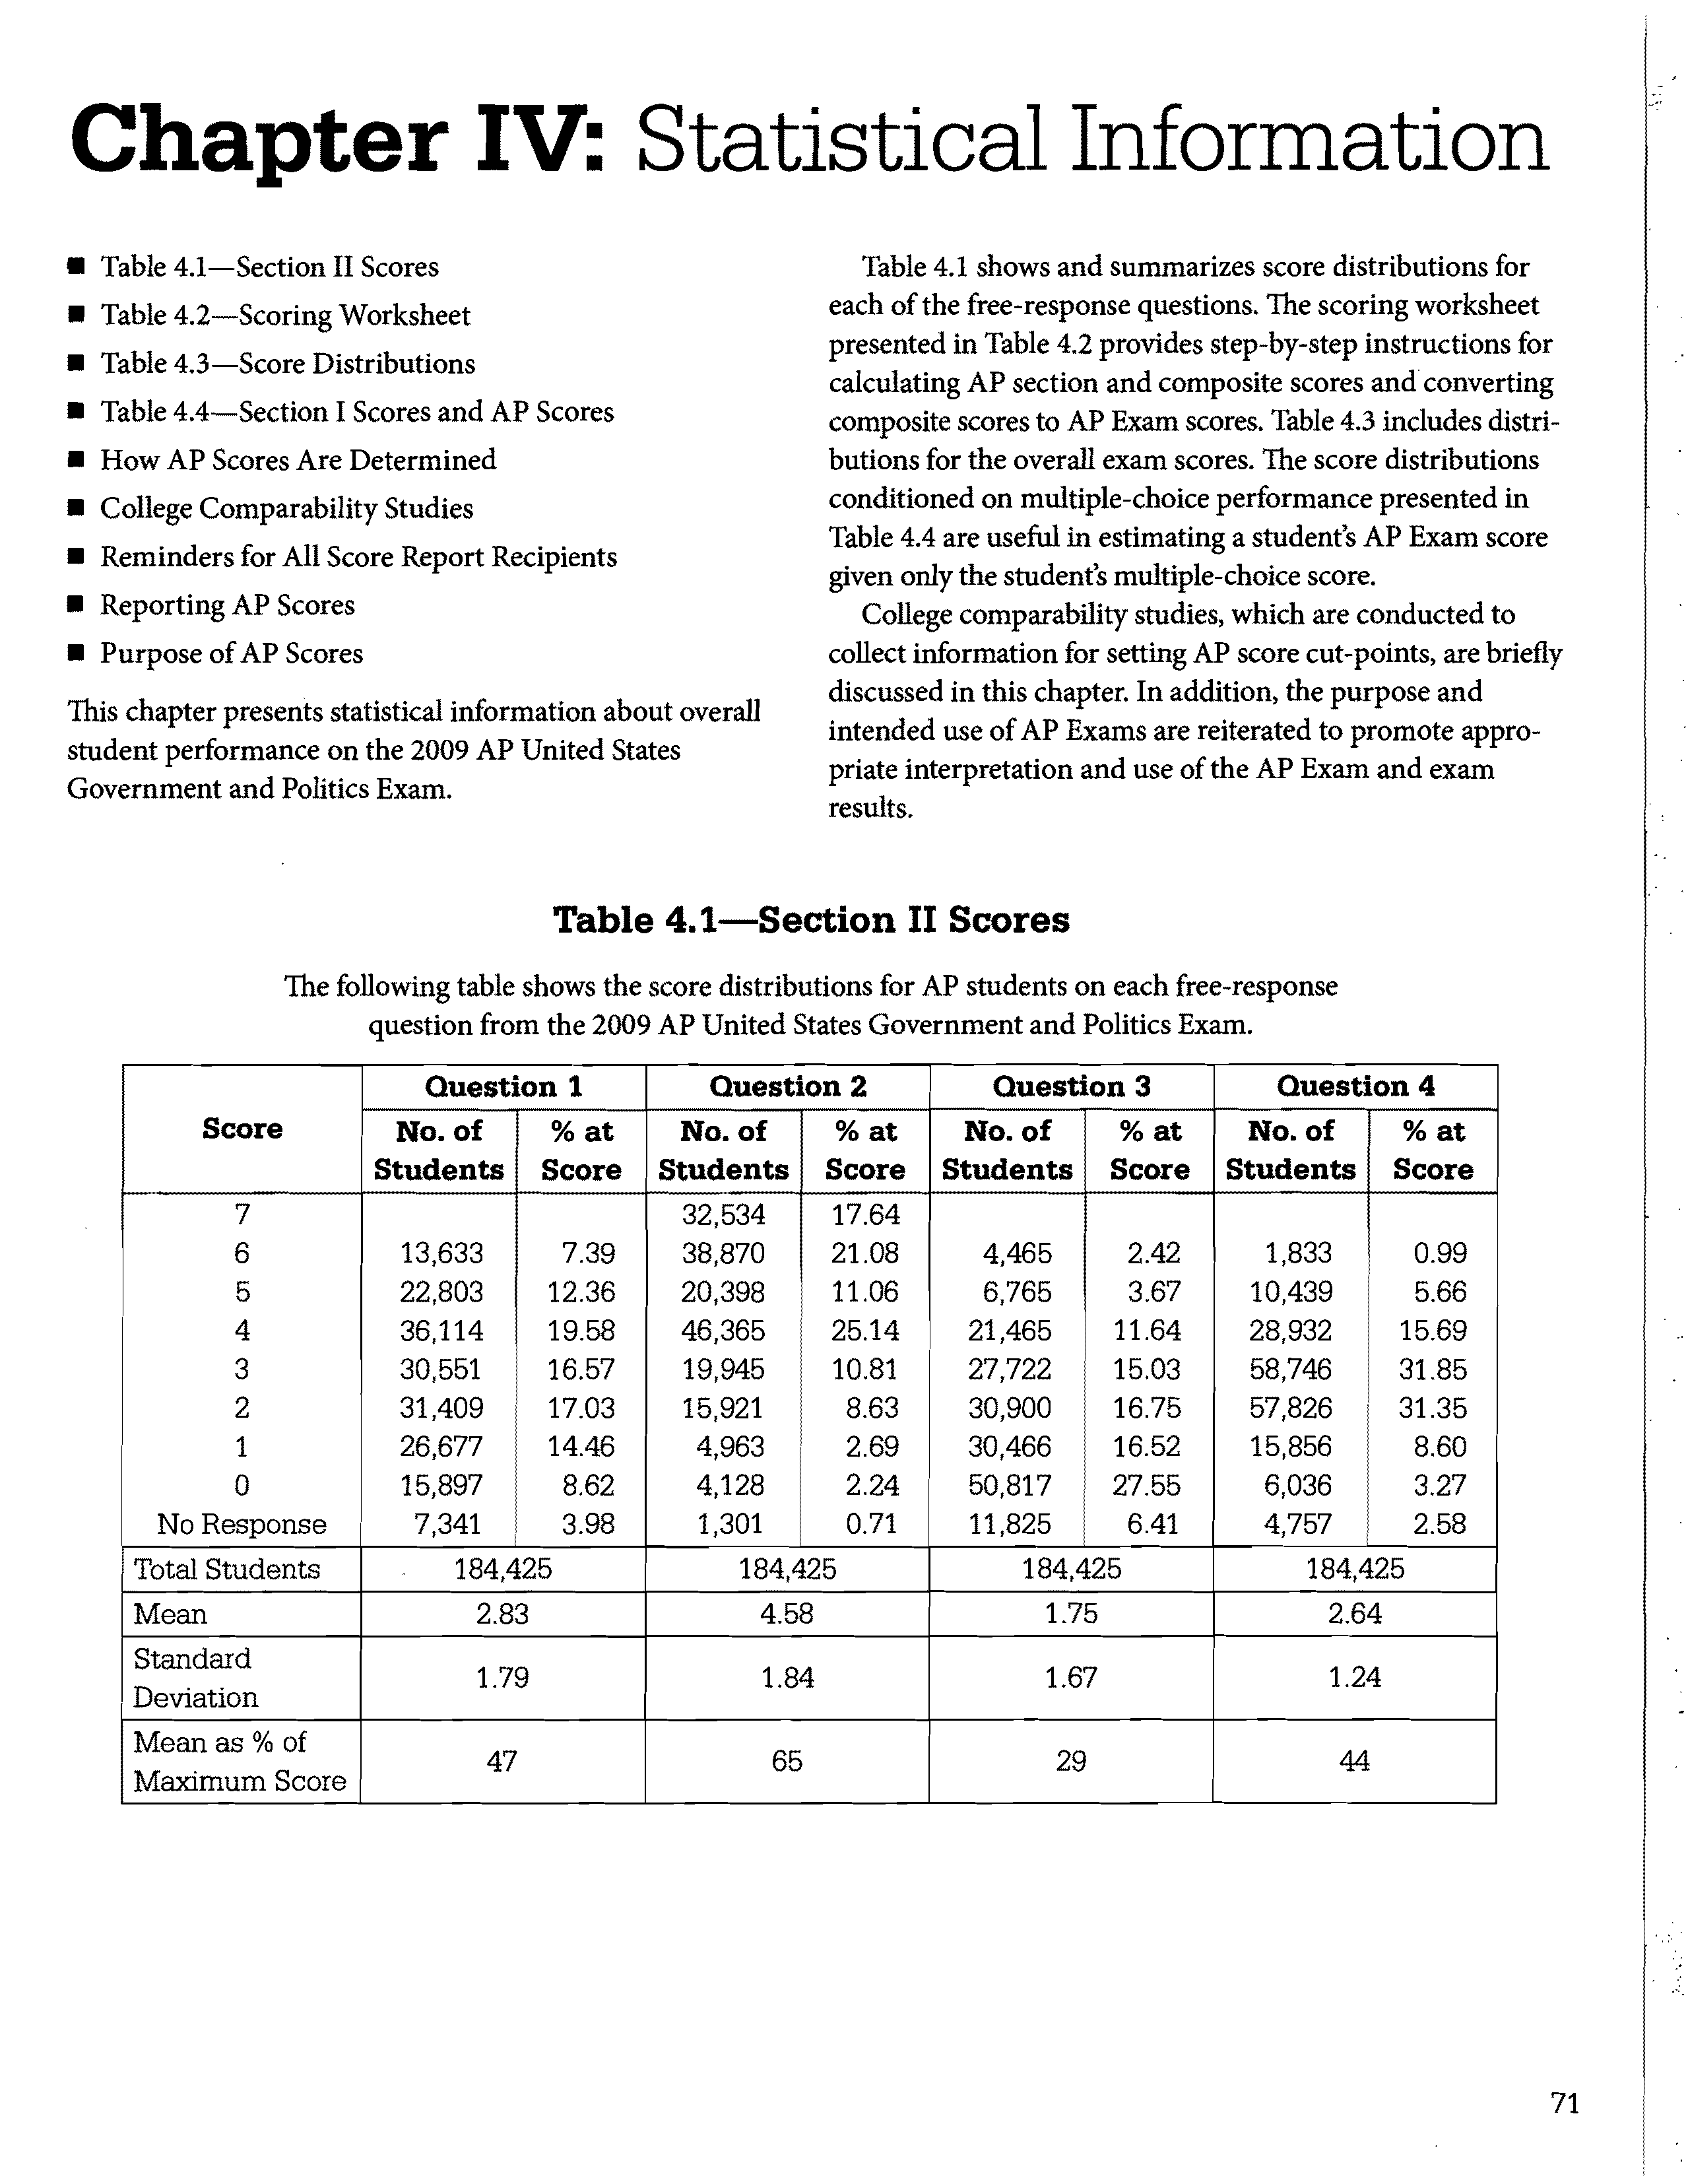 Chapter IV: Statistical Information
■ Table 4.1—Section II Scores
■ Table 4.2—Scoring Worksheet
■ Table 4.3—Score Distributions
■ Table 4.4—Section I Scores and AP Scores
■ How AP Scores Are Determined
■ College Comparability Studies
■ Reminders for All Score Report Recipients
■ Reporting AP Scores
■ Purpose of AP Scores
This chapter presents statistical information about overall
student performance on the 2009 AP United States
Government and Politics Exam.
Table 4.1 shows and summarizes score distributions for
each of the free-response questions. The scoring worksheet
presented in Table 4.2 provides step-by-step instructions for
calculating AP section and composite scores and converting
composite scores to AP Exam scores. Table 4.3 includes distri-
butions for the overall exam scores. The score distributions
conditioned on multiple-choice performance presented in
Table 4.4 are useful in estimating a student's AP Exam score
given only the student's multiple-choice score.
College comparability studies, which are conducted to
collect information for setting AP score cut-points, are briefly
discussed in this chapter. In addition, the purpose and
intended use of AP Exams are reiterated to promote appro-
priate interpretation and use of the AP Exam and exam
results.
Table 4.1—Section II Scores
The following table shows the score distributions for AP students on each free-response
question from the 2009 AP United States Government and Politics Exam.
Question 1 Question 2 Question 3 Question 4
Score No. of % at No. of % at No. of % at No. of % at
Students Score Students Score Students Score Students Score
7 32,534 17.64
6 13,633 7.39 38,870 21.08 4,465 2.42 1,833 0.99
5 22,803 12.36 20,398 11.06 6,765 3.67 10,439 5.66
4 36,114 19.58 46,365 25.14 21,465 11.64 28,932 15.69
3 30,551 16.57 19,945 10.81 27,722 15.03 58,746 31.85
2 31,409 17.03 15,921 8.63 30,900 16.75 57,826 31.35
1 26,677 14.46 4,963 2.69 30,466 16.52 15,856 8.60
0 15,897 8.62 4,128 2.24 50,817 27.55 6,036 3.27
No Response 7,341 3.98 1,301 0.71 11,825 6.41 4,757 2.58
Total Students 184,425 184,425 184,425 184,425
Mean 2.83 4.58 1.75 2.64
Standard
Deviation 1.79 1.84 1.67 1.24
Mean as % of
Maximum Score 47 65 29 44
71